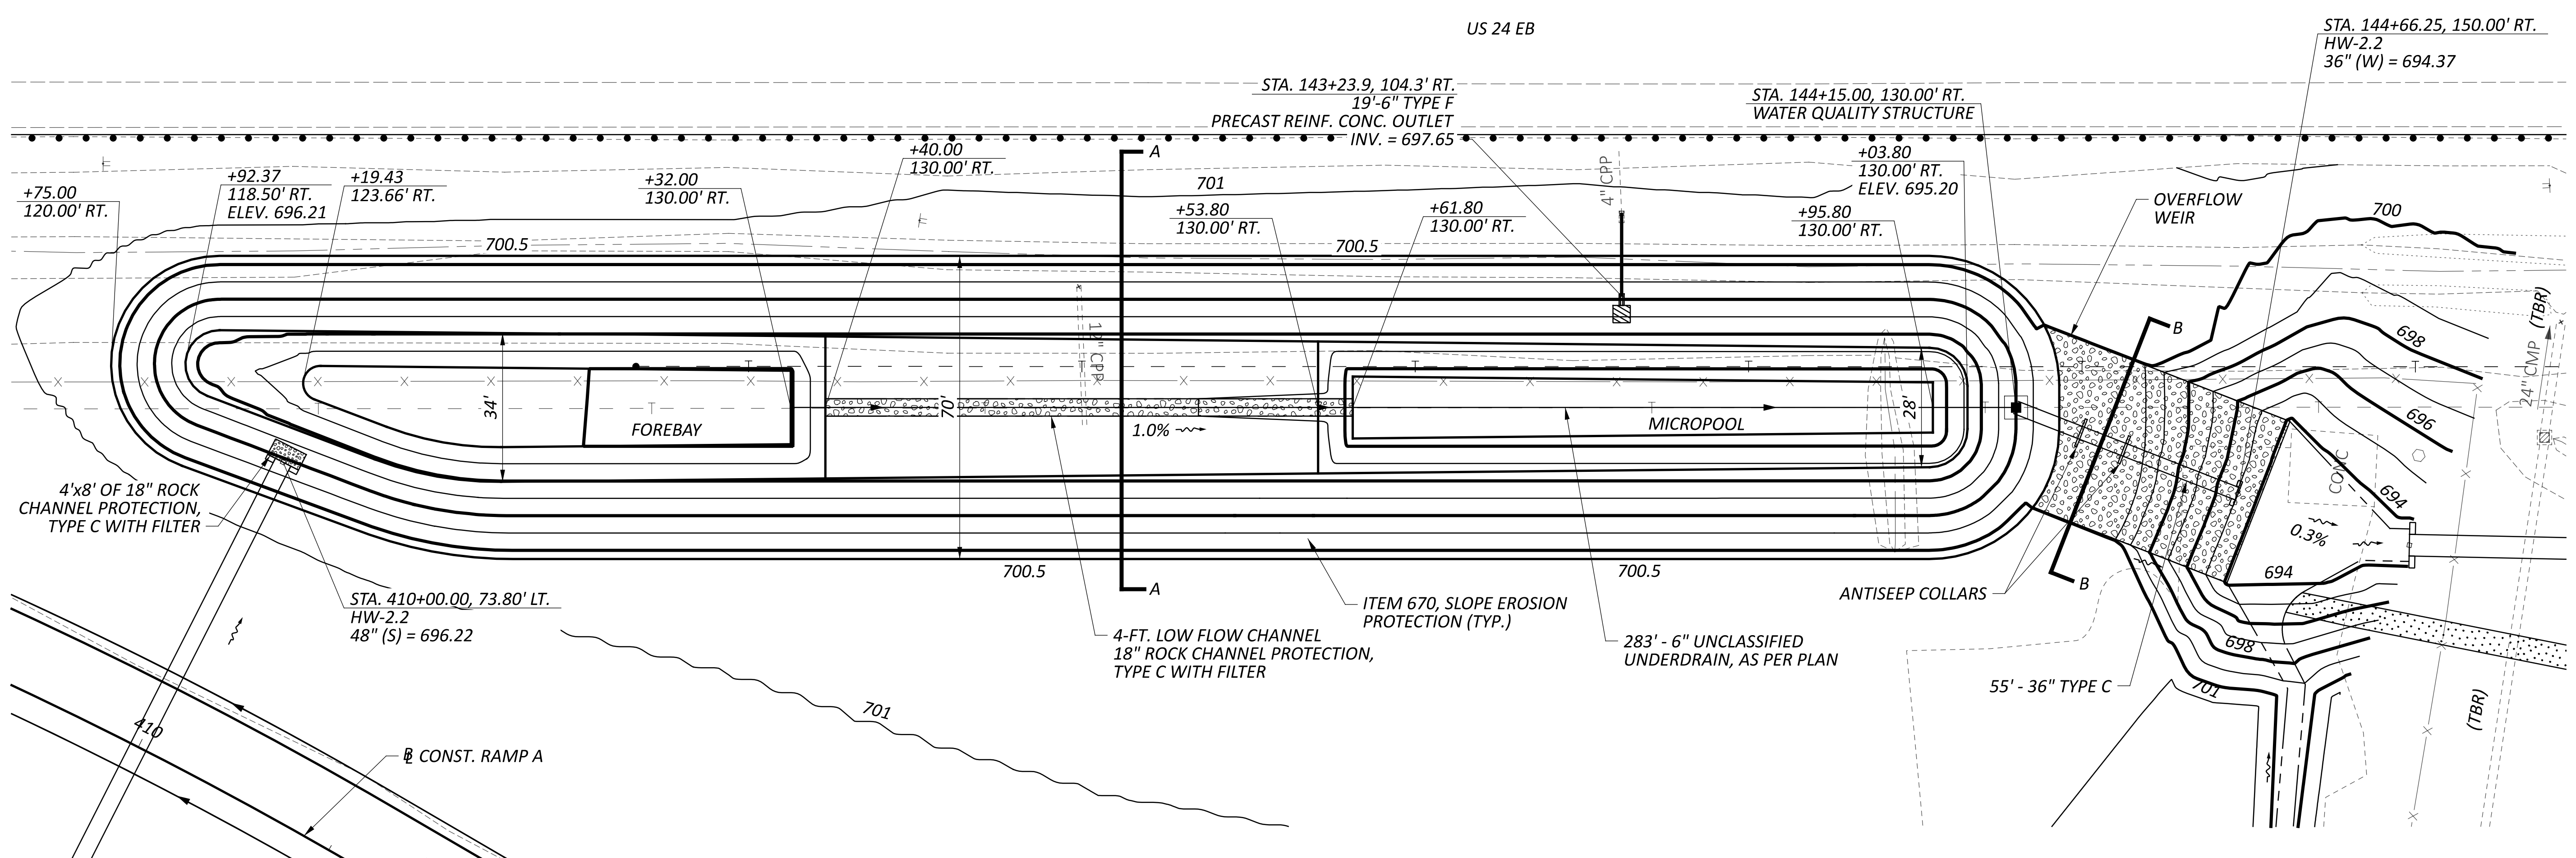 US 24 EB
STA. 144+66.25, 150.00' RT.
HW-2.2
36" (W) = 694.37
STA. 143+23.9, 104.3' RT.
19'-6" TYPE F
PRECAST REINF. CONC. OUTLET
INV. = 697.65
STA. 144+15.00, 130.00' RT.
WATER QUALITY STRUCTURE
+75.00
120.00' RT.
+92.37
118.50' RT.
ELEV. 696.21
+19.43
123.66' RT.
+32.00
130.00' RT.
+40.00
130.00' RT.
A
701
+53.80
130.00' RT.
+61.80
130.00' RT.
4" CPP
+03.80
130.00' RT.
ELEV. 695.20
+95.80
130.00' RT.
OVERFLOW
WEIR
700
700.5
700.5
B
698
(TBR)
24" CMP
12" CPP
34'
70'
28'
FOREBAY
1.0%
MICROPOOL
696
CONC
694
0.3%
694
4'x8' OF 18" ROCK
CHANNEL PROTECTION,
TYPE C WITH FILTER
700.5
700.5
A
B
ANTISEEP COLLARS
STA. 410+00.00, 73.80' LT.
HW-2.2
48" (S) = 696.22
ITEM 670, SLOPE EROSION
PROTECTION (TYP.)
4-FT. LOW FLOW CHANNEL
18" ROCK CHANNEL PROTECTION,
TYPE C WITH FILTER
283' - 6" UNCLASSIFIED
UNDERDRAIN, AS PER PLAN
698
55' - 36" TYPE C
701
(TBR)
701
410
BL CONST. RAMP A